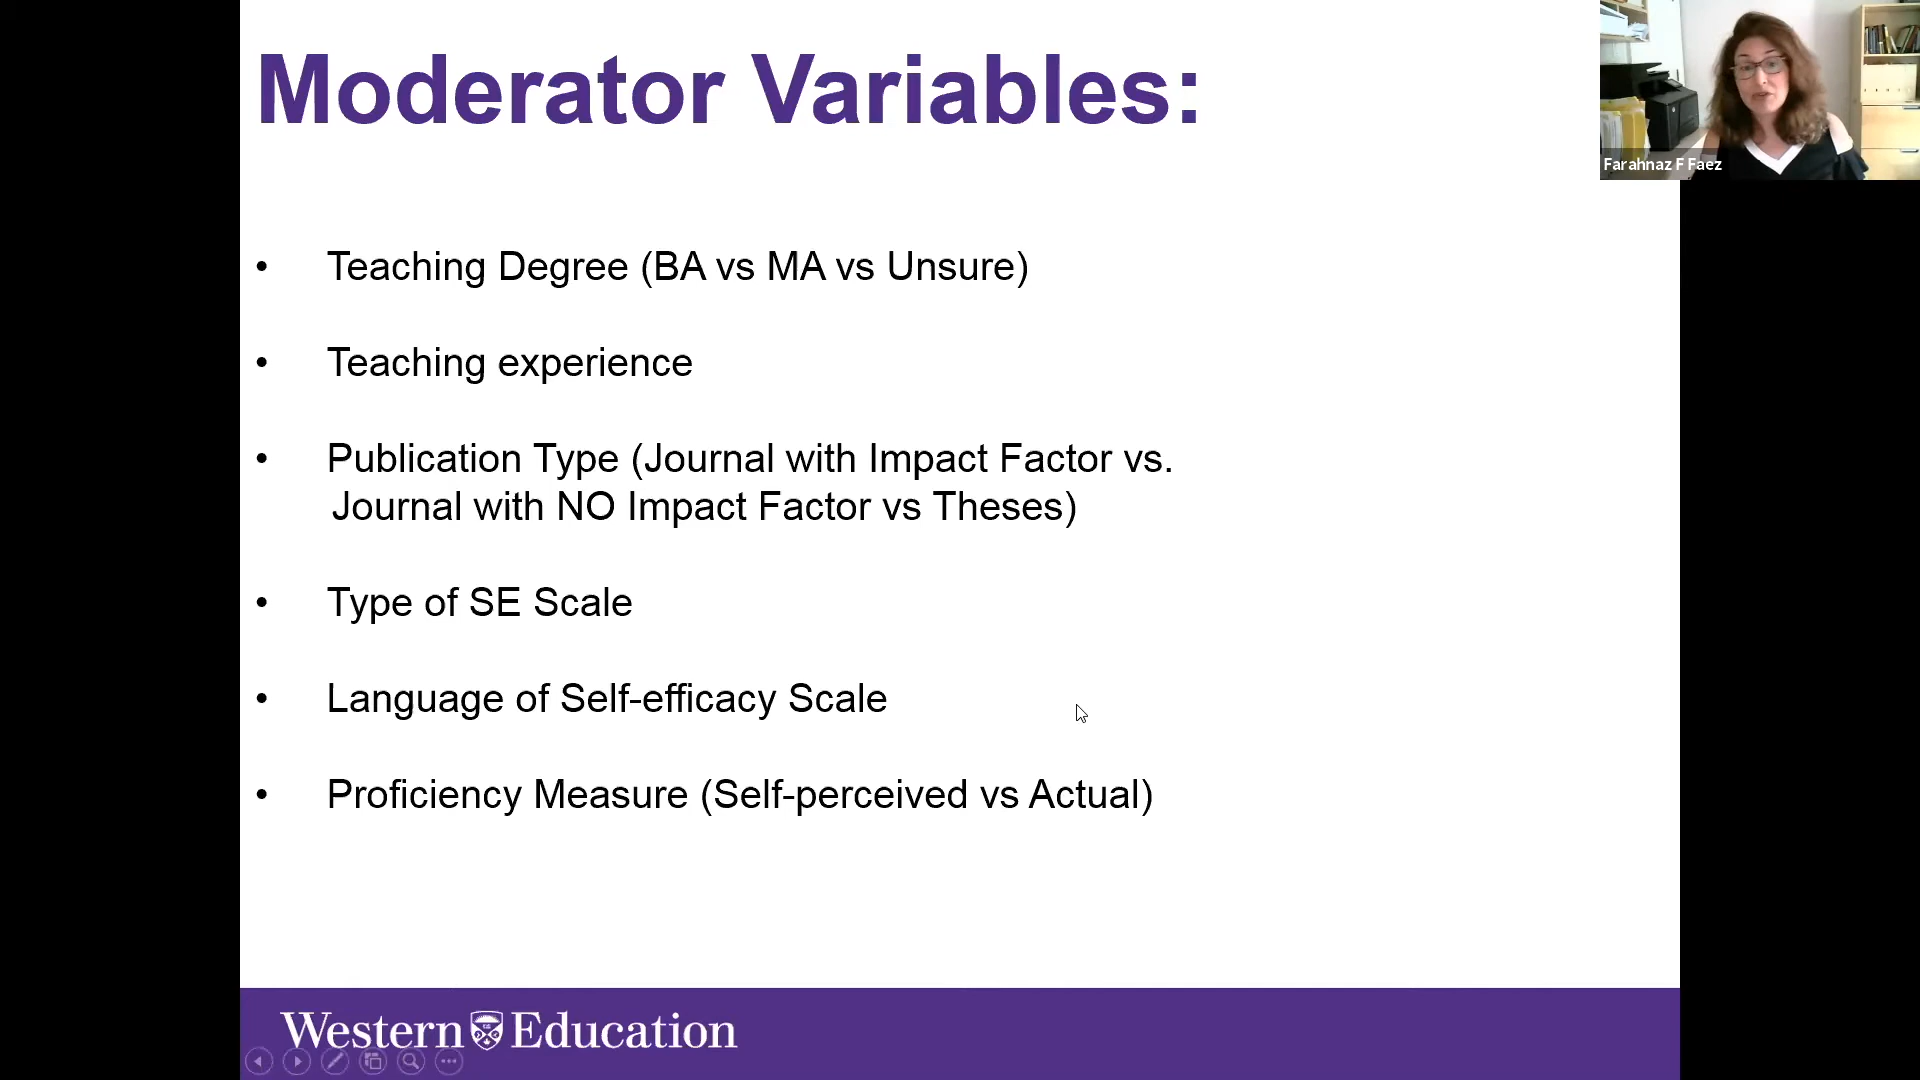 Moderator Variables:
Farahnaz F Faez
• Teaching Degree (BA vs MA vs Unsure)
• Teaching experience
• Publication Type (Journal with Impact Factor vs.
Journal with NO Impact Factor vs Theses)
• Type of SE Scale
• Language of Self-efficacy Scale
• Proficiency Measure (Self-perceived vs Actual)
Western Education